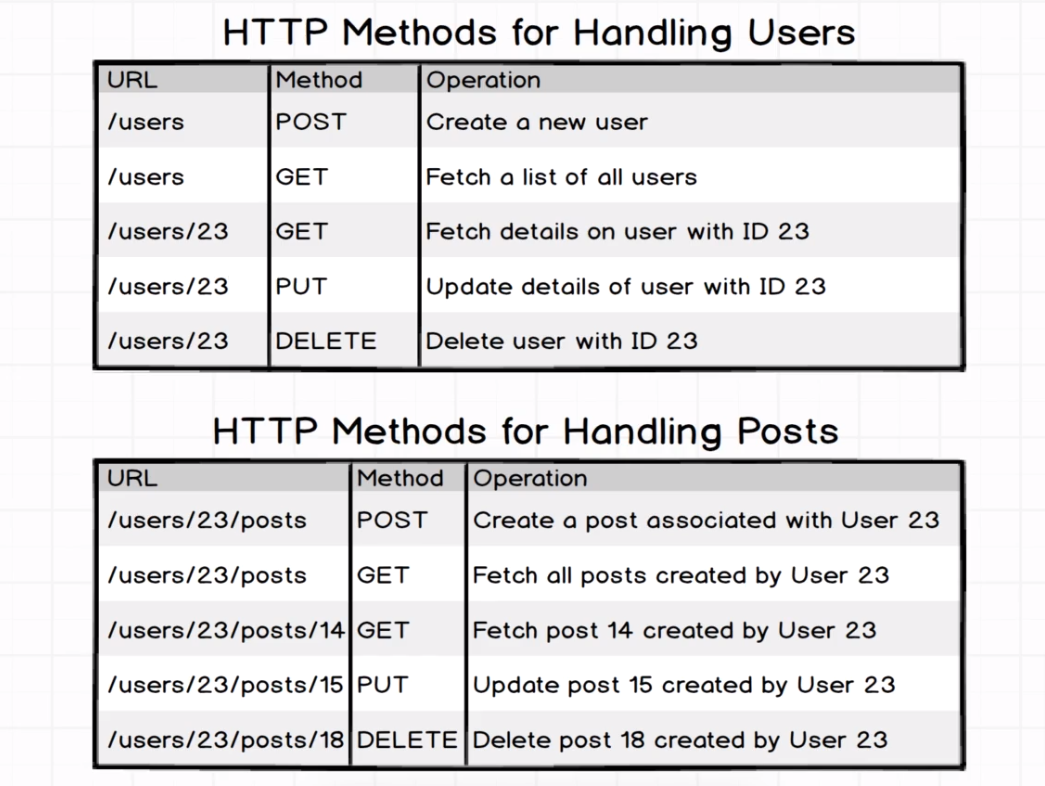 HTTP Methods for Handling Users
URL Method Operation
/users POST Create a new user
/users GET Fetch a list of all users
/users/23 GET Fetch details on user with ID 23
/users/23 PUT Update details of user with ID 23
/users/23 DELETE Delete user with ID 23
HTTP Methods for Handling Posts
URL Method Operation
/users/23/posts POST Create a post associated with User 23
/users/23/posts GET Fetch all posts created by User 23
/users/23/posts/14 GET Fetch post 14 created by User 23
/users/23/posts/15 PUT Update post 15 created by User 23
/users/23/posts/18 DELETE Delete post 18 created by User 23